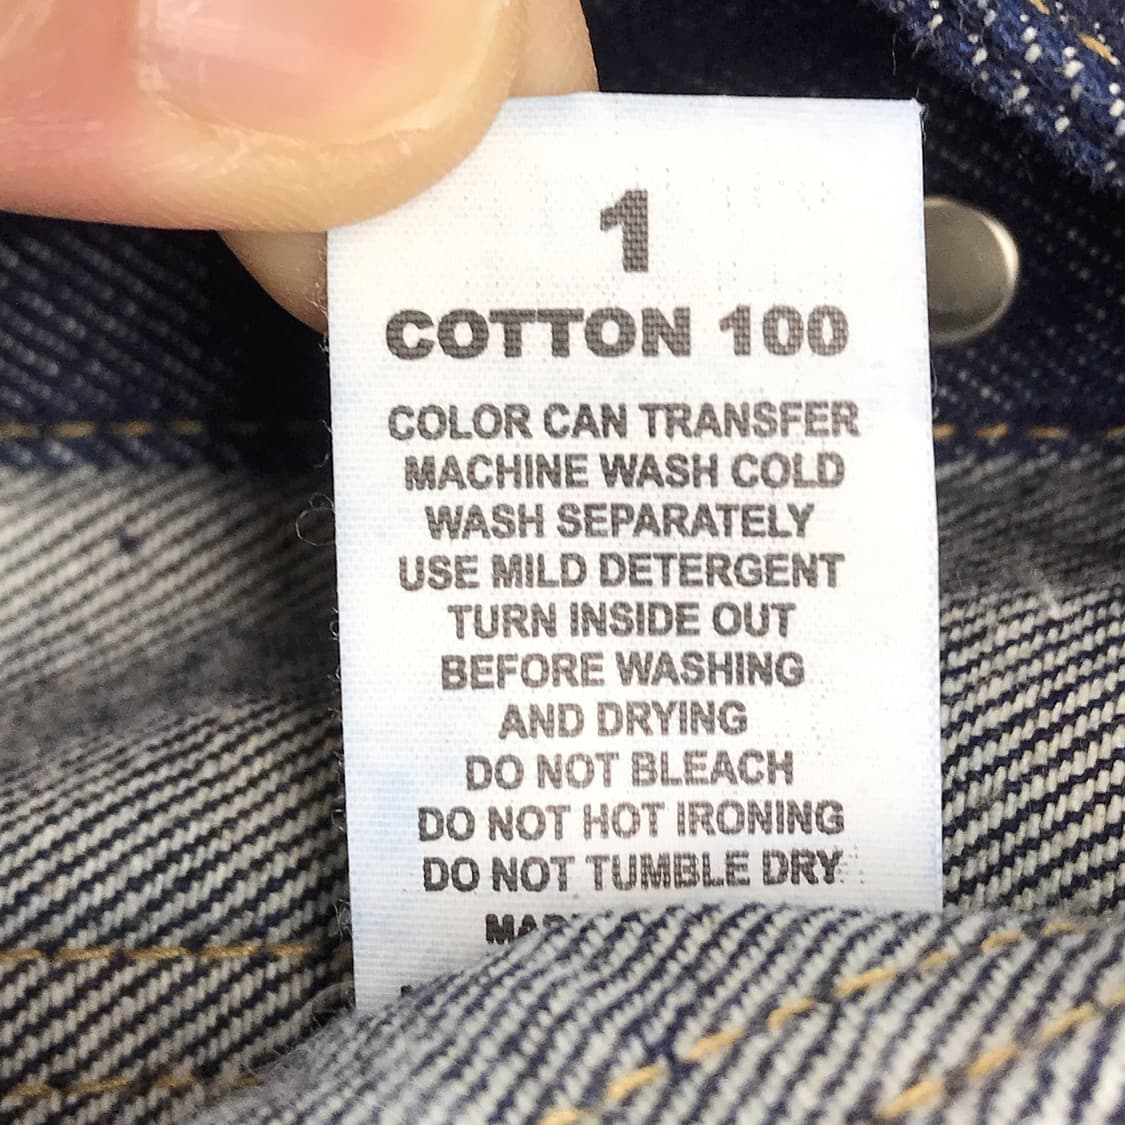 1
COTTON 100
COLOR CAN TRANSFER
MACHINE WASH COLD
WASH SEPARATELY
USE MILD DETERGENT
TURN INSIDE OUT
BEFORE WASHING
AND DRYING
DO NOT BLEACH
DO NOT HOT IRONING
DO NOT TUMBLE DRY